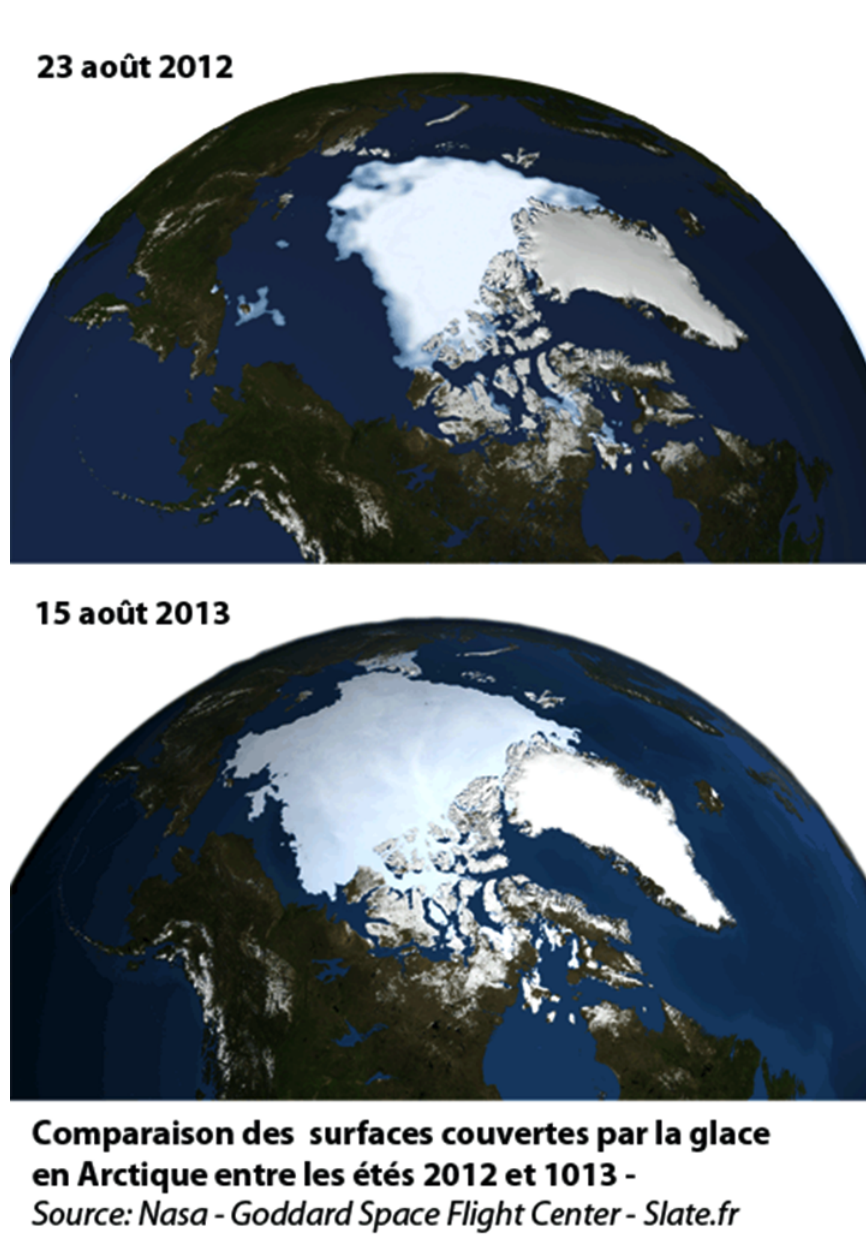 23 août 2012
15 août 2013
Comparaison des  surfaces couvertes par la glace
en Arctique entre les étés 2012 et 1013 -
Source: Nasa - Goddard Space Flight Center - Slate.fr